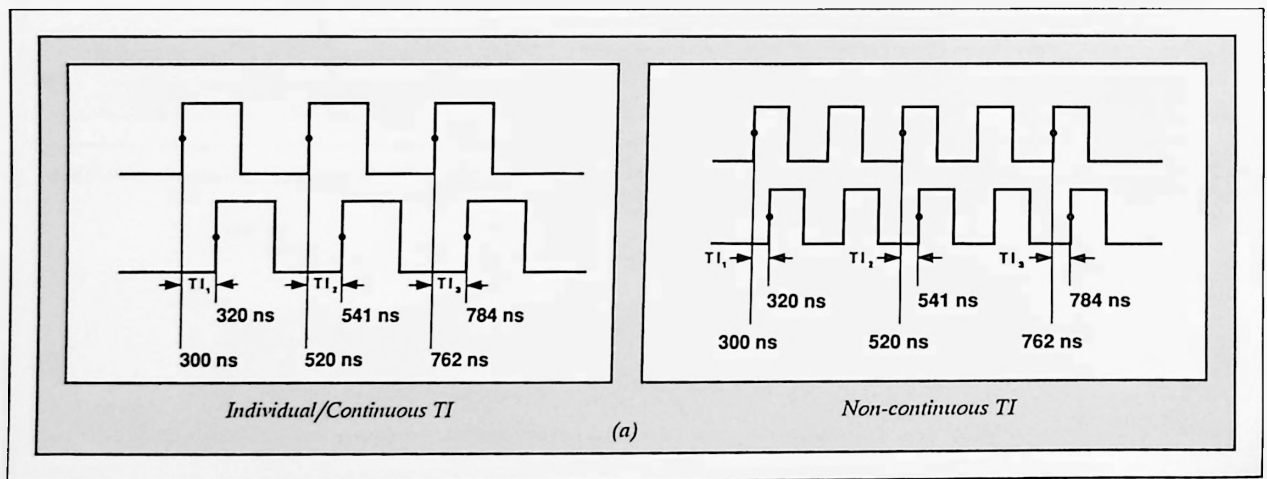 TI₁ TI₂ TI₃
320 ns 541 ns 784 ns
300 ns 520 ns 762 ns
Individual/Continuous TI
TI₁ TI₂ TI₃
320 ns 541 ns 784 ns
300 ns 520 ns 762 ns
Non-continuous TI
(a)